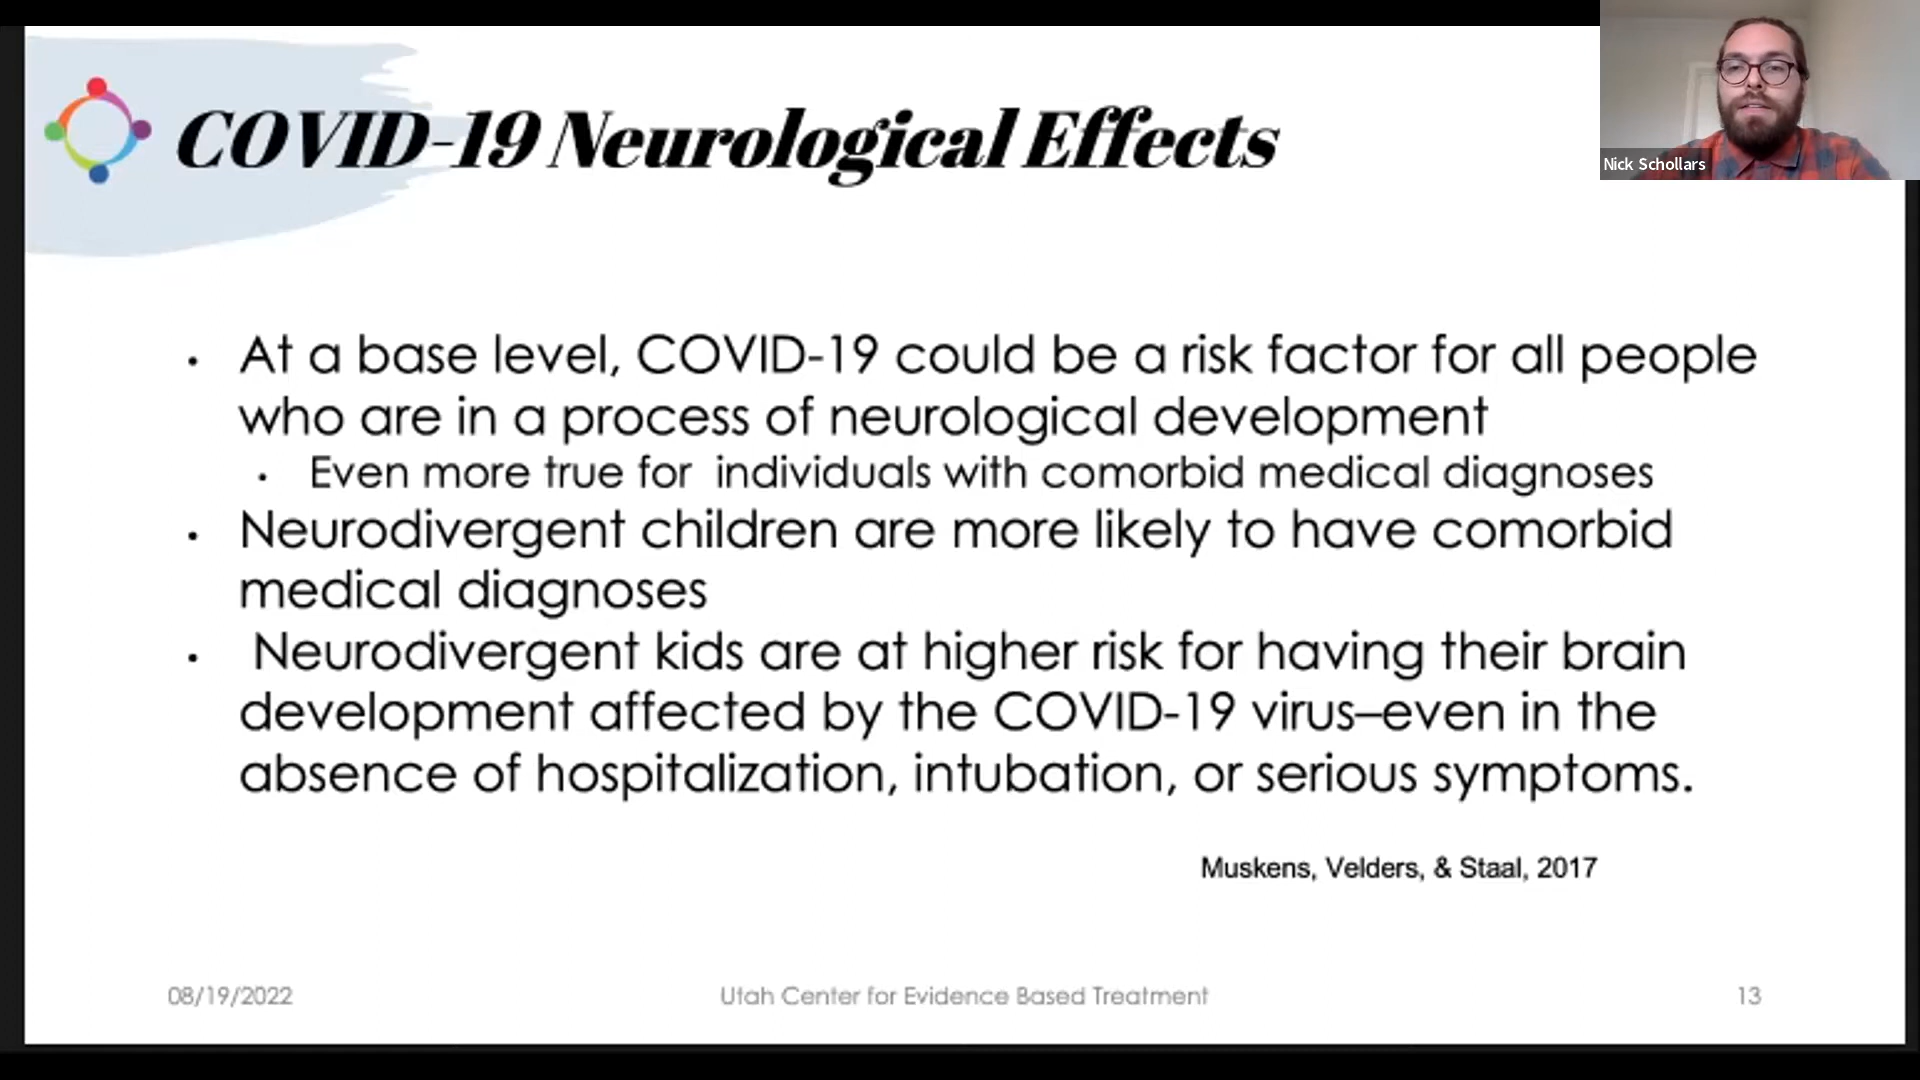 COVID-19 Neurological Effects
Nick Schollars
• At a base level, COVID-19 could be a risk factor for all people
who are in a process of neurological development
• Even more true for individuals with comorbid medical diagnoses
• Neurodivergent children are more likely to have comorbid
medical diagnoses
• Neurodivergent kids are at higher risk for having their brain
development affected by the COVID-19 virus–even in the
absence of hospitalization, intubation, or serious symptoms.
Muskens, Velders, & Staal, 2017
08/19/2022
Utah Center for Evidence Based Treatment
13